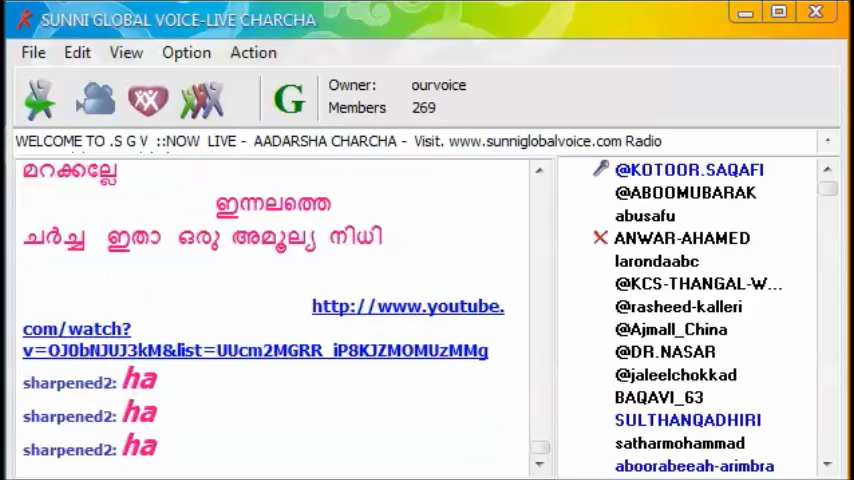 SUNNI GLOBAL VOICE-LIVE CHARCHA
File Edit View Option Action
G
Owner: ourvoice
Members 269
WELCOME TO .S G V ::NOW LIVE - AADARSHA CHARCHA - Visit. www.sunniglobalvoice.com Radio
മറക്കല്ലേ
ഇന്നലത്തെ
ചർച്ച ഇതാ ഒരു അമൂല്യ നിധി
http://www.youtube.
com/watch?
v=OJ0bNJUJ3kM&list=UUcm2MGRR_iP8KJZMOMUzMMg
sharpened2: ha
sharpened2: ha
sharpened2: ha
@KOTOOR.SAQAFI
@ABOOMUBARAK
abusafu
ANWAR-AHAMED
larondaabc
@KCS-THANGAL-W...
@rasheed-kalleri
@Ajmall_China
@DR.NASAR
@jaleelchokkad
BAQAVI_63
SULTHANQADHIRI
satharmohammad
aboorabeeah-arimbra